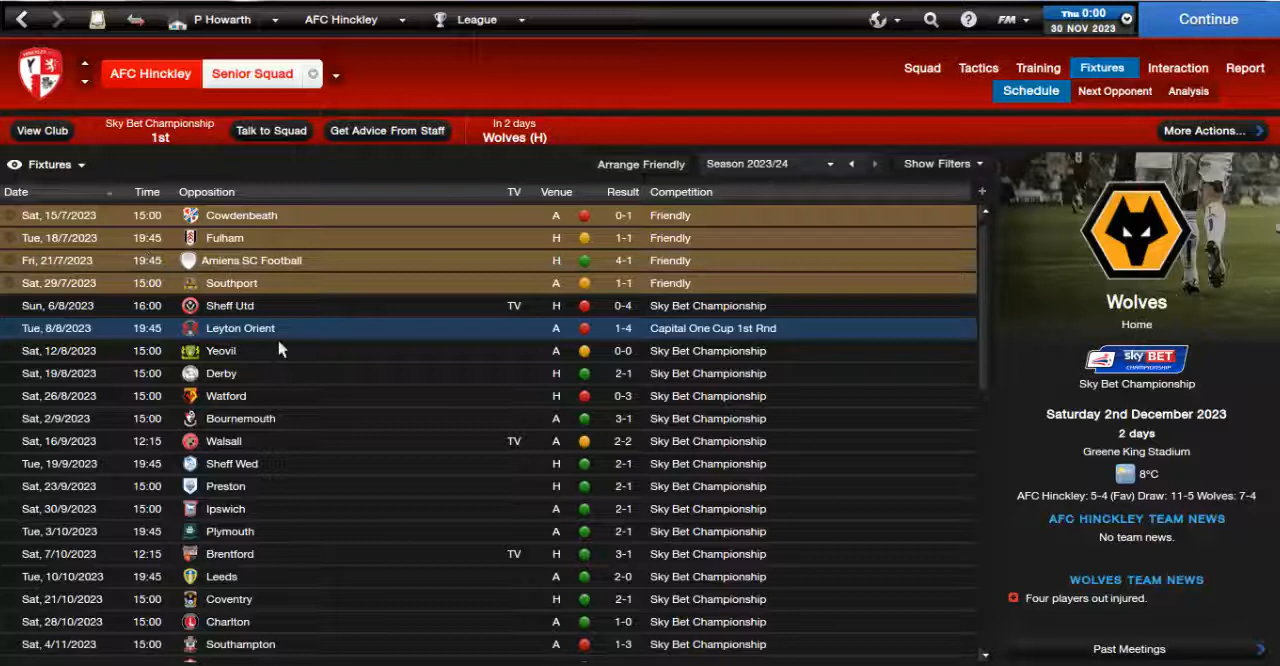 P Howarth AFC Hinckley League FM Thu 0:00 Continue
30 NOV 2023
AFC Hinckley Senior Squad Squad Tactics Training Fixtures Interaction Report
Schedule Next Opponent Analysis
View Club Sky Bet Championship Talk to Squad Get Advice From Staff In 2 days More Actions...
1st Wolves (H)
Fixtures Arrange Friendly Season 2023/24 Show Filters
Date Time Opposition TV Venue Result Competition
Sat, 15/7/2023 15:00 Cowdenbeath A 0-1 Friendly
Tue, 18/7/2023 19:45 Fulham H 1-1 Friendly
Fri, 21/7/2023 19:45 Amiens SC Football H 4-1 Friendly
Sat, 29/7/2023 15:00 Southport A 1-1 Friendly
Sun, 6/8/2023 16:00 Sheff Utd TV H 0-4 Sky Bet Championship
Tue, 8/8/2023 19:45 Leyton Orient A 1-4 Capital One Cup 1st Rnd
Sat, 12/8/2023 15:00 Yeovil A 0-0 Sky Bet Championship
Sat, 19/8/2023 15:00 Derby H 2-1 Sky Bet Championship
Sat, 26/8/2023 15:00 Watford H 0-3 Sky Bet Championship
Sat, 2/9/2023 15:00 Bournemouth A 3-1 Sky Bet Championship
Sat, 16/9/2023 12:15 Walsall TV A 2-2 Sky Bet Championship
Tue, 19/9/2023 19:45 Sheff Wed H 2-1 Sky Bet Championship
Sat, 23/9/2023 15:00 Preston H 2-1 Sky Bet Championship
Sat, 30/9/2023 15:00 Ipswich A 2-1 Sky Bet Championship
Tue, 3/10/2023 19:45 Plymouth A 2-1 Sky Bet Championship
Sat, 7/10/2023 12:15 Brentford TV H 3-1 Sky Bet Championship
Tue, 10/10/2023 19:45 Leeds A 2-0 Sky Bet Championship
Sat, 21/10/2023 15:00 Coventry H 2-1 Sky Bet Championship
Sat, 28/10/2023 15:00 Charlton A 1-0 Sky Bet Championship
Sat, 4/11/2023 15:00 Southampton A 1-3 Sky Bet Championship
Wolves
Home
sky BET
CHAMPIONSHIP
Sky Bet Championship
Saturday 2nd December 2023
2 days
Greene King Stadium
8°C
AFC Hinckley: 5-4 (Fav) Draw: 11-5 Wolves: 7-4
AFC HINCKLEY TEAM NEWS
No team news.
WOLVES TEAM NEWS
Four players out injured.
Past Meetings